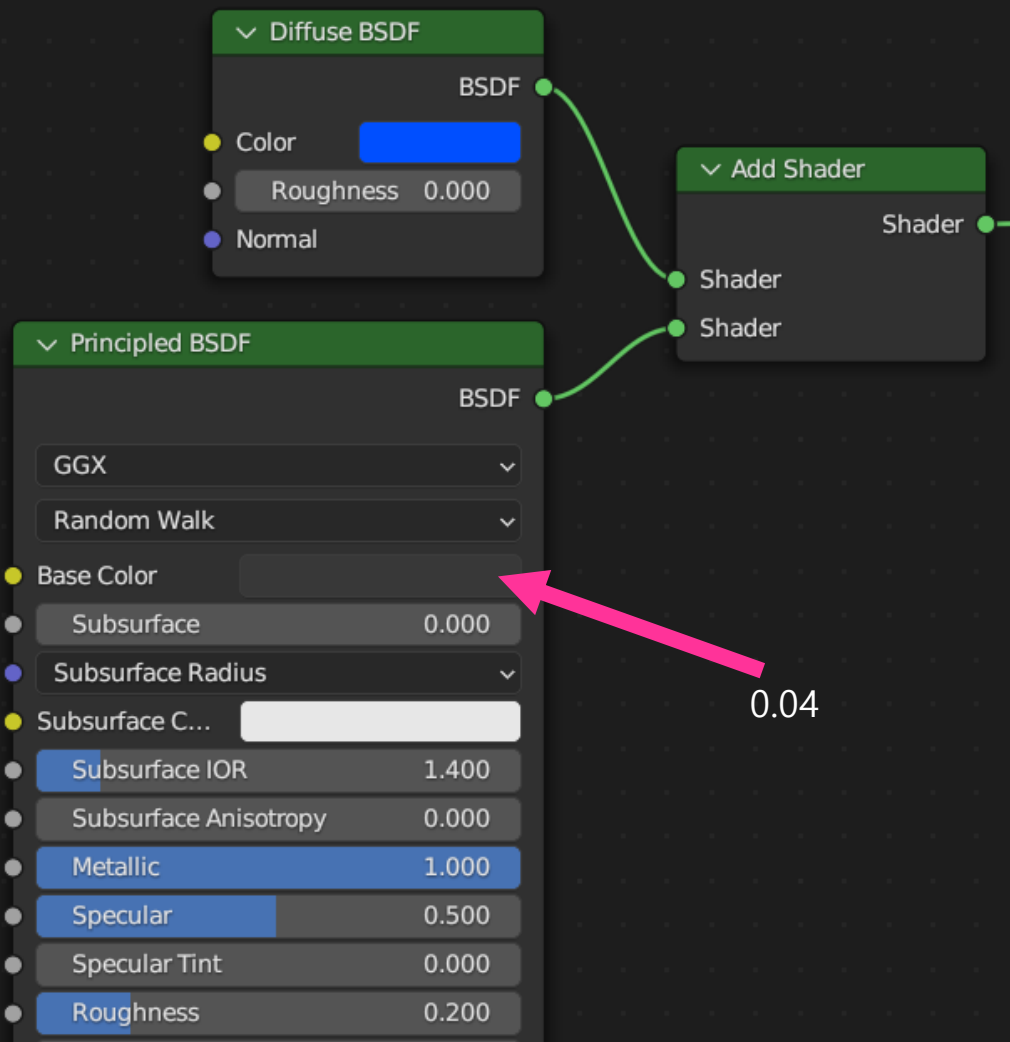 Diffuse BSDF
BSDF
Color
Roughness 0.000
Normal
Add Shader
Shader
Shader
Shader
Principled BSDF
BSDF
GGX
Random Walk
Base Color
Subsurface 0.000
Subsurface Radius
Subsurface C...
Subsurface IOR 1.400
Subsurface Anisotropy 0.000
Metallic 1.000
Specular 0.500
Specular Tint 0.000
Roughness 0.200
0.04